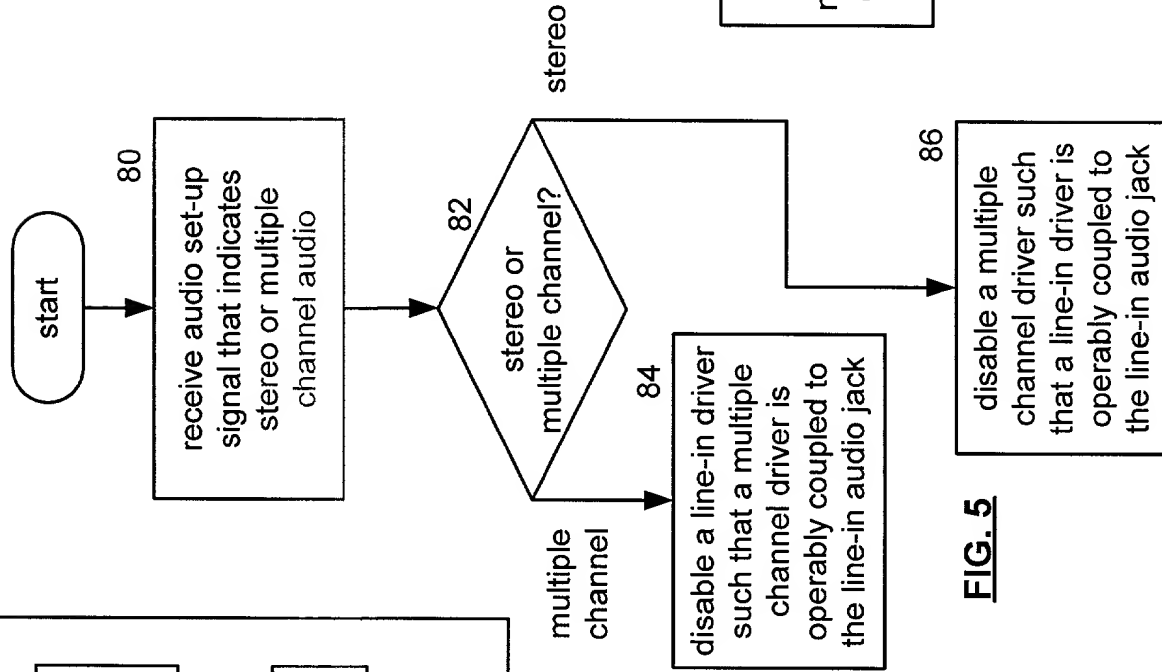 start
80
receive audio set-up
signal that indicates
stereo or multiple
channel audio
82
stereo or
multiple channel?
multiple
channel
stereo
84
disable a line-in driver
such that a multiple
channel driver is
operably coupled to
the line-in audio jack
86
disable a multiple
channel driver such
that a line-in driver is
operably coupled to
the line-in audio jack
FIG. 5